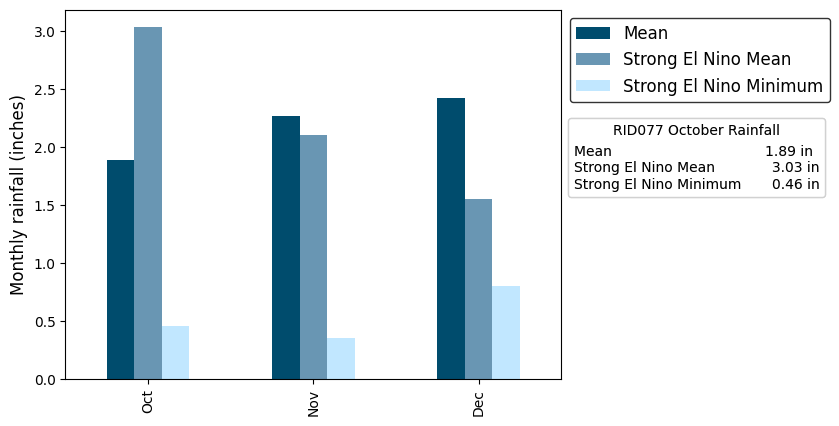 Monthly rainfall (inches)
3.0
2.5
2.0
1.5
1.0
0.5
0.0
Oct
Nov
Dec
Mean
Strong El Nino Mean
Strong El Nino Minimum
RID077 October Rainfall
Mean 1.89 in
Strong El Nino Mean 3.03 in
Strong El Nino Minimum 0.46 in